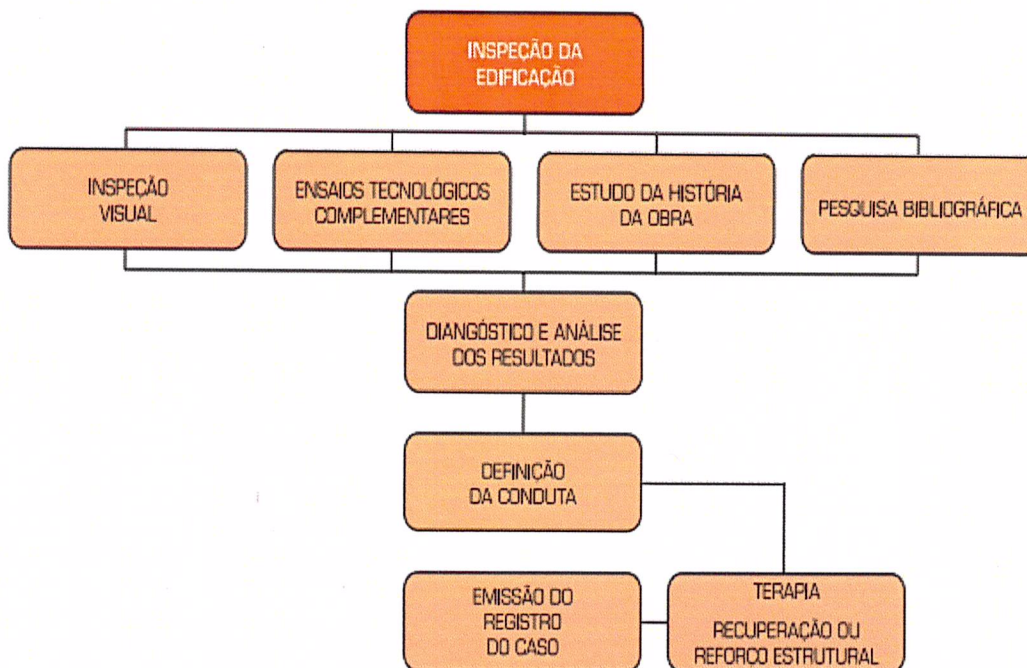 INSPEÇÃO DA
EDIFICAÇÃO
INSPEÇÃO
VISUAL
ENSAIOS TECNOLÓGICOS
COMPLEMENTARES
ESTUDO DA HISTÓRIA
DA OBRA
PESQUISA BIBLIOGRÁFICA
DIANGÓSTICO E ANÁLISE
DOS RESULTADOS
DEFINIÇÃO
DA CONDUTA
EMISSÃO DO
REGISTRO
DO CASO
TERAPIA
RECUPERAÇÃO OU
REFORCO ESTRUTURAL